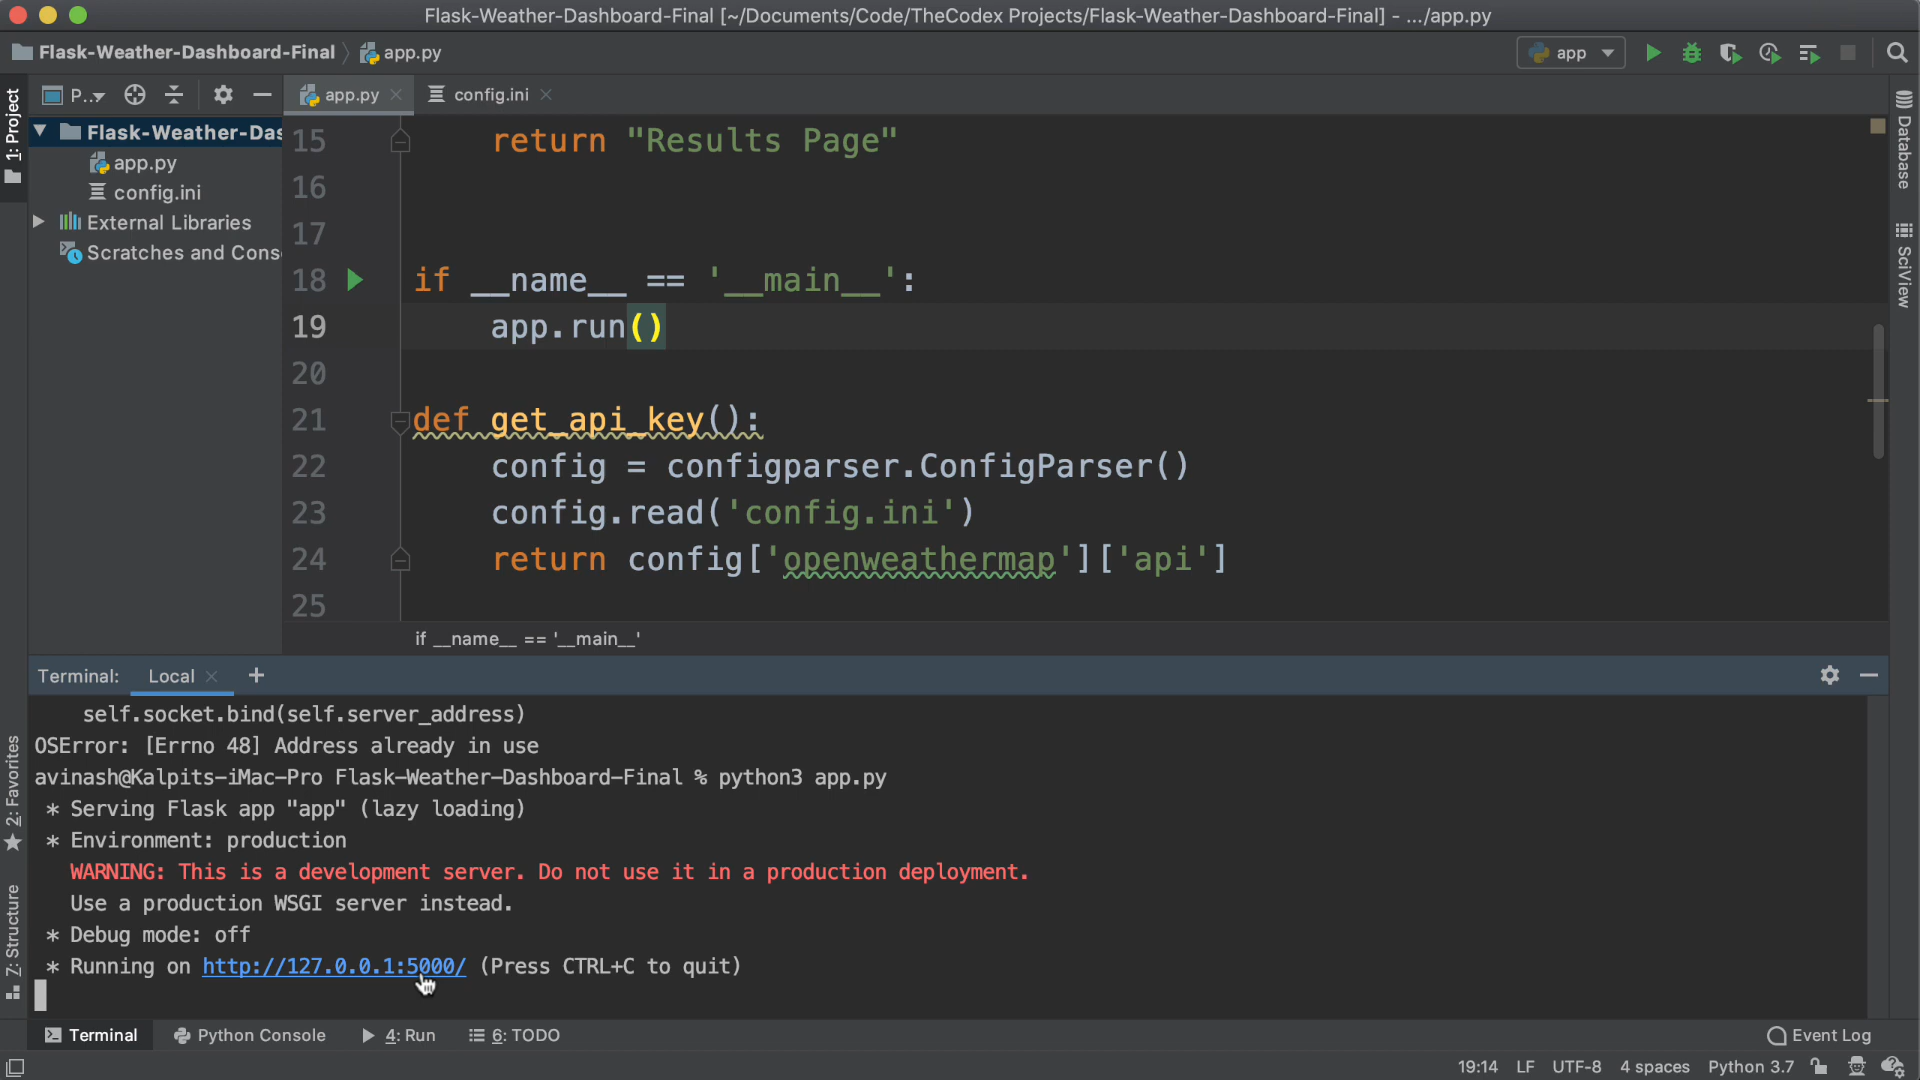 Flask-Weather-Dashboard-Final [~/Documents/Code/TheCodex Projects/Flask-Weather-Dashboard-Final] - .../app.py
Flask-Weather-Dashboard-Final
app.py
app
1: Project
P...
app.py
config.ini
Flask-Weather-Das
app.py
config.ini
External Libraries
Scratches and Cons
15 return "Results Page"
16
17
18 if __name__ == '__main__':
19 app.run()
20
21 def get_api_key():
22 config = configparser.ConfigParser()
23 config.read('config.ini')
24 return config['openweathermap']['api']
25
if __name__ == '__main__'
Database
SciView
2: Favorites
7: Structure
Terminal: Local +
self.socket.bind(self.server_address)
OSError: [Errno 48] Address already in use
avinash@Kalpits-iMac-Pro Flask-Weather-Dashboard-Final % python3 app.py
* Serving Flask app "app" (lazy loading)
* Environment: production
WARNING: This is a development server. Do not use it in a production deployment.
Use a production WSGI server instead.
* Debug mode: off
* Running on http://127.0.0.1:5000/ (Press CTRL+C to quit)
Terminal
Python Console
4: Run
6: TODO
Event Log
19:14 LF UTF-8 4 spaces Python 3.7